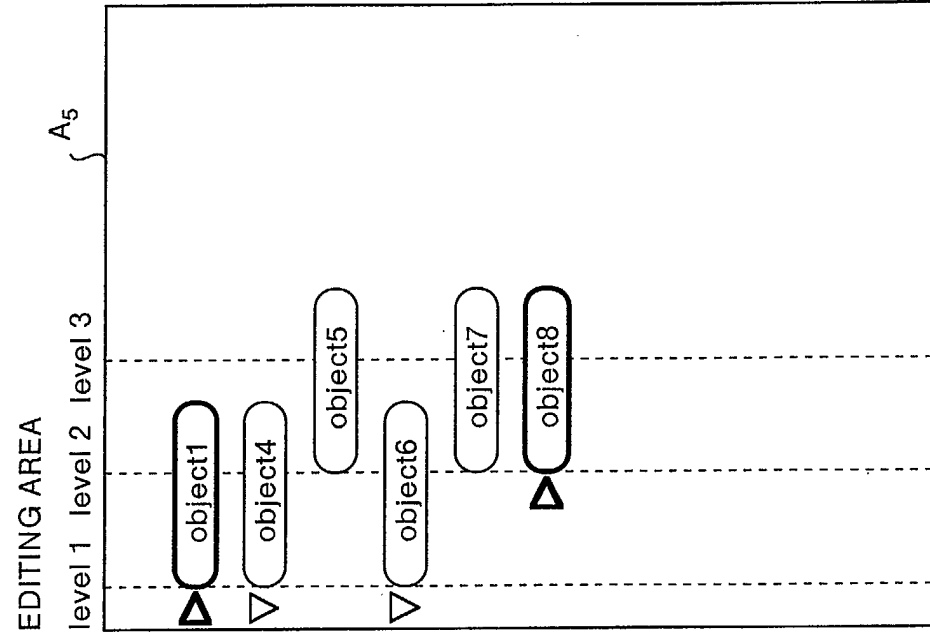 EDITING AREA
level 1 level 2 level 3 A5
object1
object4
object5
object6
object7
object8